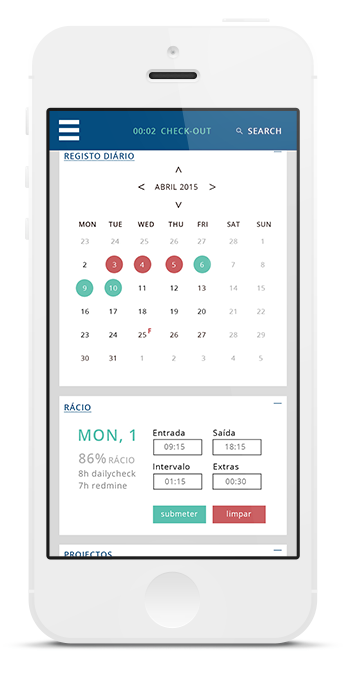 00:02 CHECK-OUT SEARCH
REGISTO DIÁRIO
< ABRIL 2015 >
MON TUE WED THU FRI SAT SUN
23 24 25 26 27 28 1
2 3 4 5 6 7 8
9 10 11 12 13 14 15
16 17 18 19 20 21 22
23 24 25 F 26 27 28 29
30 31 1 2 3 4 5
RÁCIO
MON, 1
86% RÁCIO
8h dailycheck
7h redmine
Entrada Saída
09:15 18:15
Intervalo Extras
01:15 00:30
submeter limpar
PROJECTOS